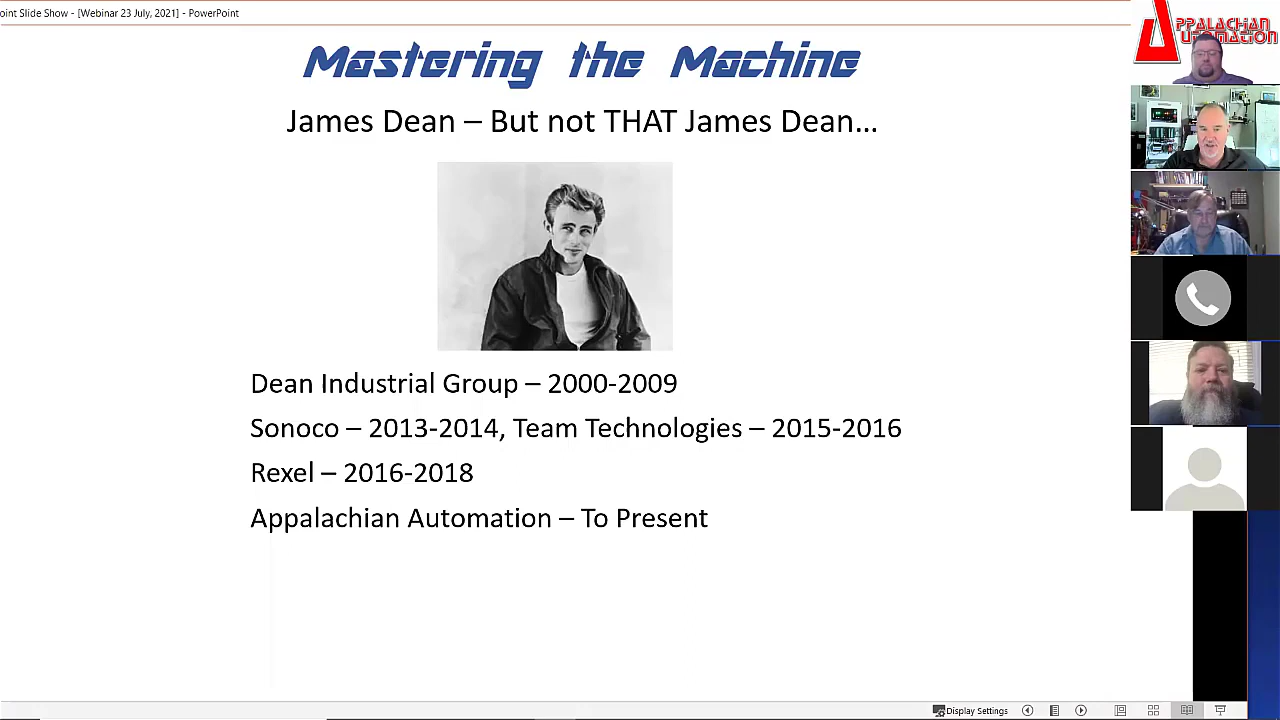 oint Slide Show - [Webinar 23 July, 2021] - PowerPoint
APPALACHIAN
AUTOMATION
Mastering the Machine
James Dean – But not THAT James Dean…
Dean Industrial Group – 2000-2009
Sonoco – 2013-2014, Team Technologies – 2015-2016
Rexel – 2016-2018
Appalachian Automation – To Present
Display Settings